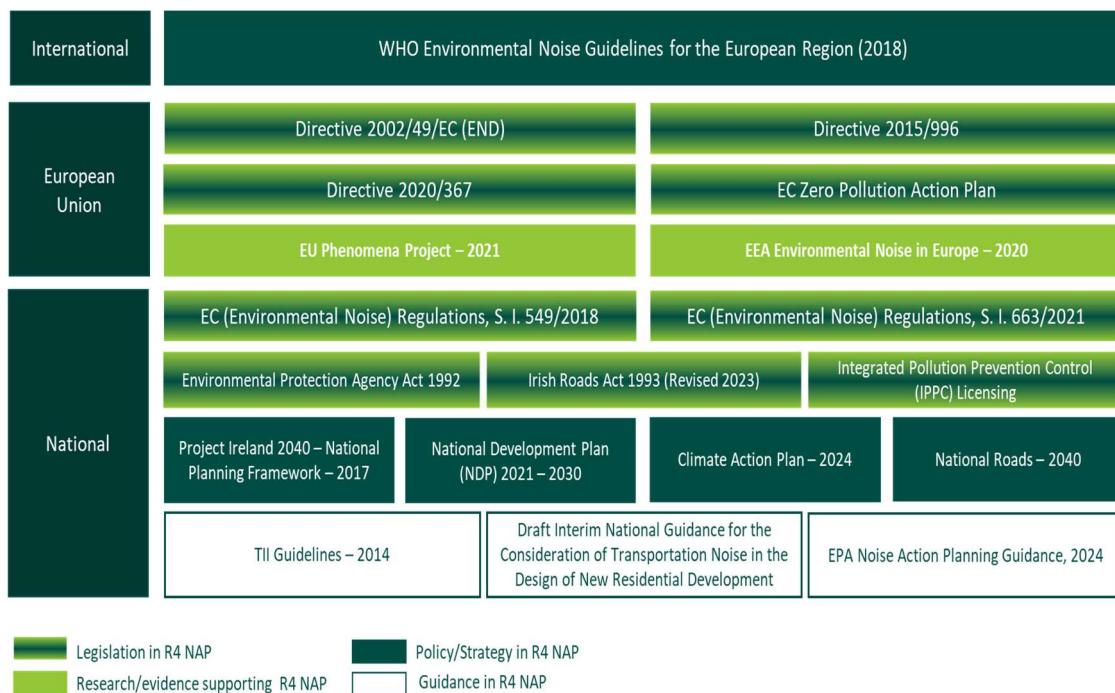 International
WHO Environmental Noise Guidelines for the European Region (2018)
European
Union
Directive 2002/49/EC (END)
Directive 2015/996
Directive 2020/367
EC Zero Pollution Action Plan
EU Phenomena Project – 2021
EEA Environmental Noise in Europe – 2020
National
EC (Environmental Noise) Regulations, S. I. 549/2018
EC (Environmental Noise) Regulations, S. I. 663/2021
Environmental Protection Agency Act 1992
Irish Roads Act 1993 (Revised 2023)
Integrated Pollution Prevention Control
(IPPC) Licensing
Project Ireland 2040 – National
Planning Framework – 2017
National Development Plan
(NDP) 2021 – 2030
Climate Action Plan – 2024
National Roads – 2040
TII Guidelines – 2014
Draft Interim National Guidance for the
Consideration of Transportation Noise in the
Design of New Residential Development
EPA Noise Action Planning Guidance, 2024
Legislation in R4 NAP
Policy/Strategy in R4 NAP
Research/evidence supporting R4 NAP
Guidance in R4 NAP